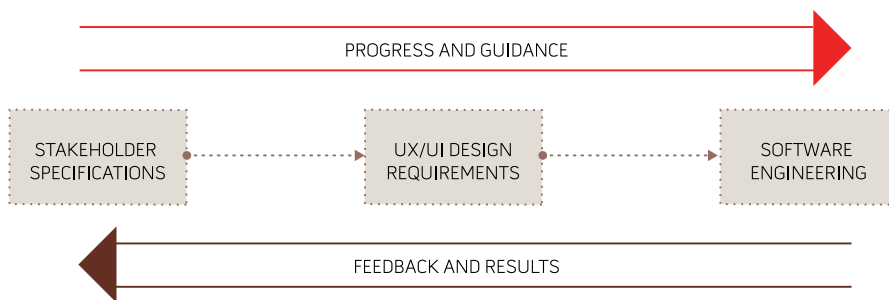 PROGRESS AND GUIDANCE
STAKEHOLDER
SPECIFICATIONS
UX/UI DESIGN
REQUIREMENTS
SOFTWARE
ENGINEERING
FEEDBACK AND RESULTS